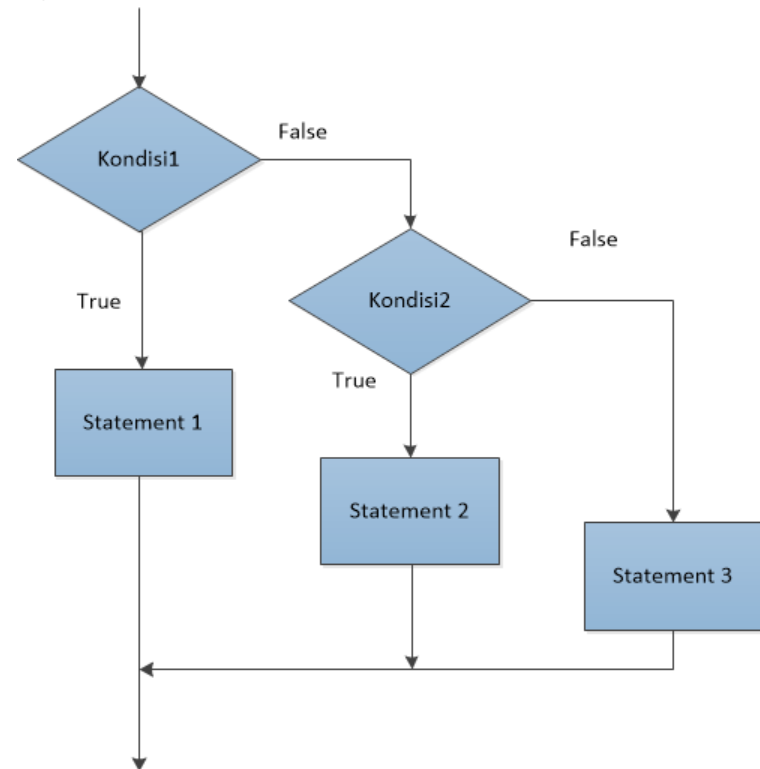 Kondisi1
False
True
Statement 1
Kondisi2
False
True
Statement 2
Statement 3